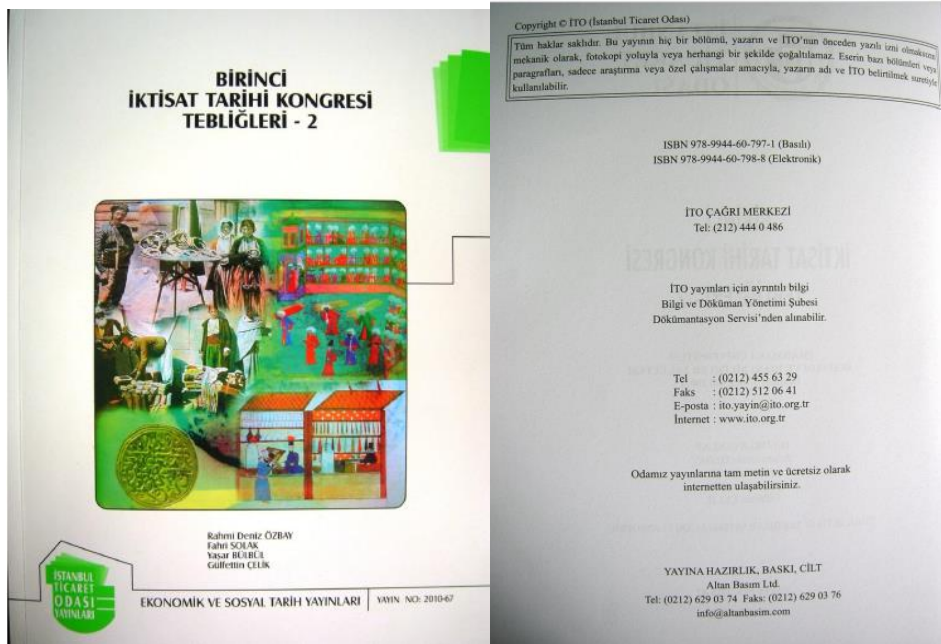 BİRİNCİ
İKTİSAT TARİHİ KONGRESİ
TEBLİĞLERİ - 2
Rahmi Deniz ÖZBAY
Fahri SOLAK
Yaşar BÜLBÜL
Gülfettin ÇELİK
İSTANBUL
TİCARET
ODASI
YAYINLARI
EKONOMİK VE SOSYAL TARİH YAYINLARI YAYIN NO: 2010-67
Copyright © İTO (İstanbul Ticaret Odası)
Tüm haklar saklıdır. Bu yayının hiç bir bölümü, yazarın ve İTO'nun önceden yazılı izni olmaksızın
mekanik olarak, fotokopi yoluyla veya herhangi bir şekilde çoğaltılamaz. Eserin bazı bölümleri veya
paragrafları, sadece araştırma veya özel çalışmalar amacıyla, yazarın adı ve İTO belirtilmek suretiyle
kullanılabilir.
ISBN 978-9944-60-797-1 (Basılı)
ISBN 978-9944-60-798-8 (Elektronik)
İTO ÇAĞRI MERKEZİ
Tel: (212) 444 0 486
İTO yayınları için ayrıntılı bilgi
Bilgi ve Döküman Yönetimi Şubesi
Dökümantasyon Servisi'nden alınabilir.
Tel : (0212) 455 63 29
Faks : (0212) 512 06 41
E-posta : ito.yayin@ito.org.tr
İnternet : www.ito.org.tr
Odamız yayınlarına tam metin ve ücretsiz olarak
internetten ulaşabilirsiniz.
YAYINA HAZIRLIK, BASKI, CİLT
Altan Basım Ltd.
Tel: (0212) 629 03 74 Faks: (0212) 629 03 76
info@altanbasim.com